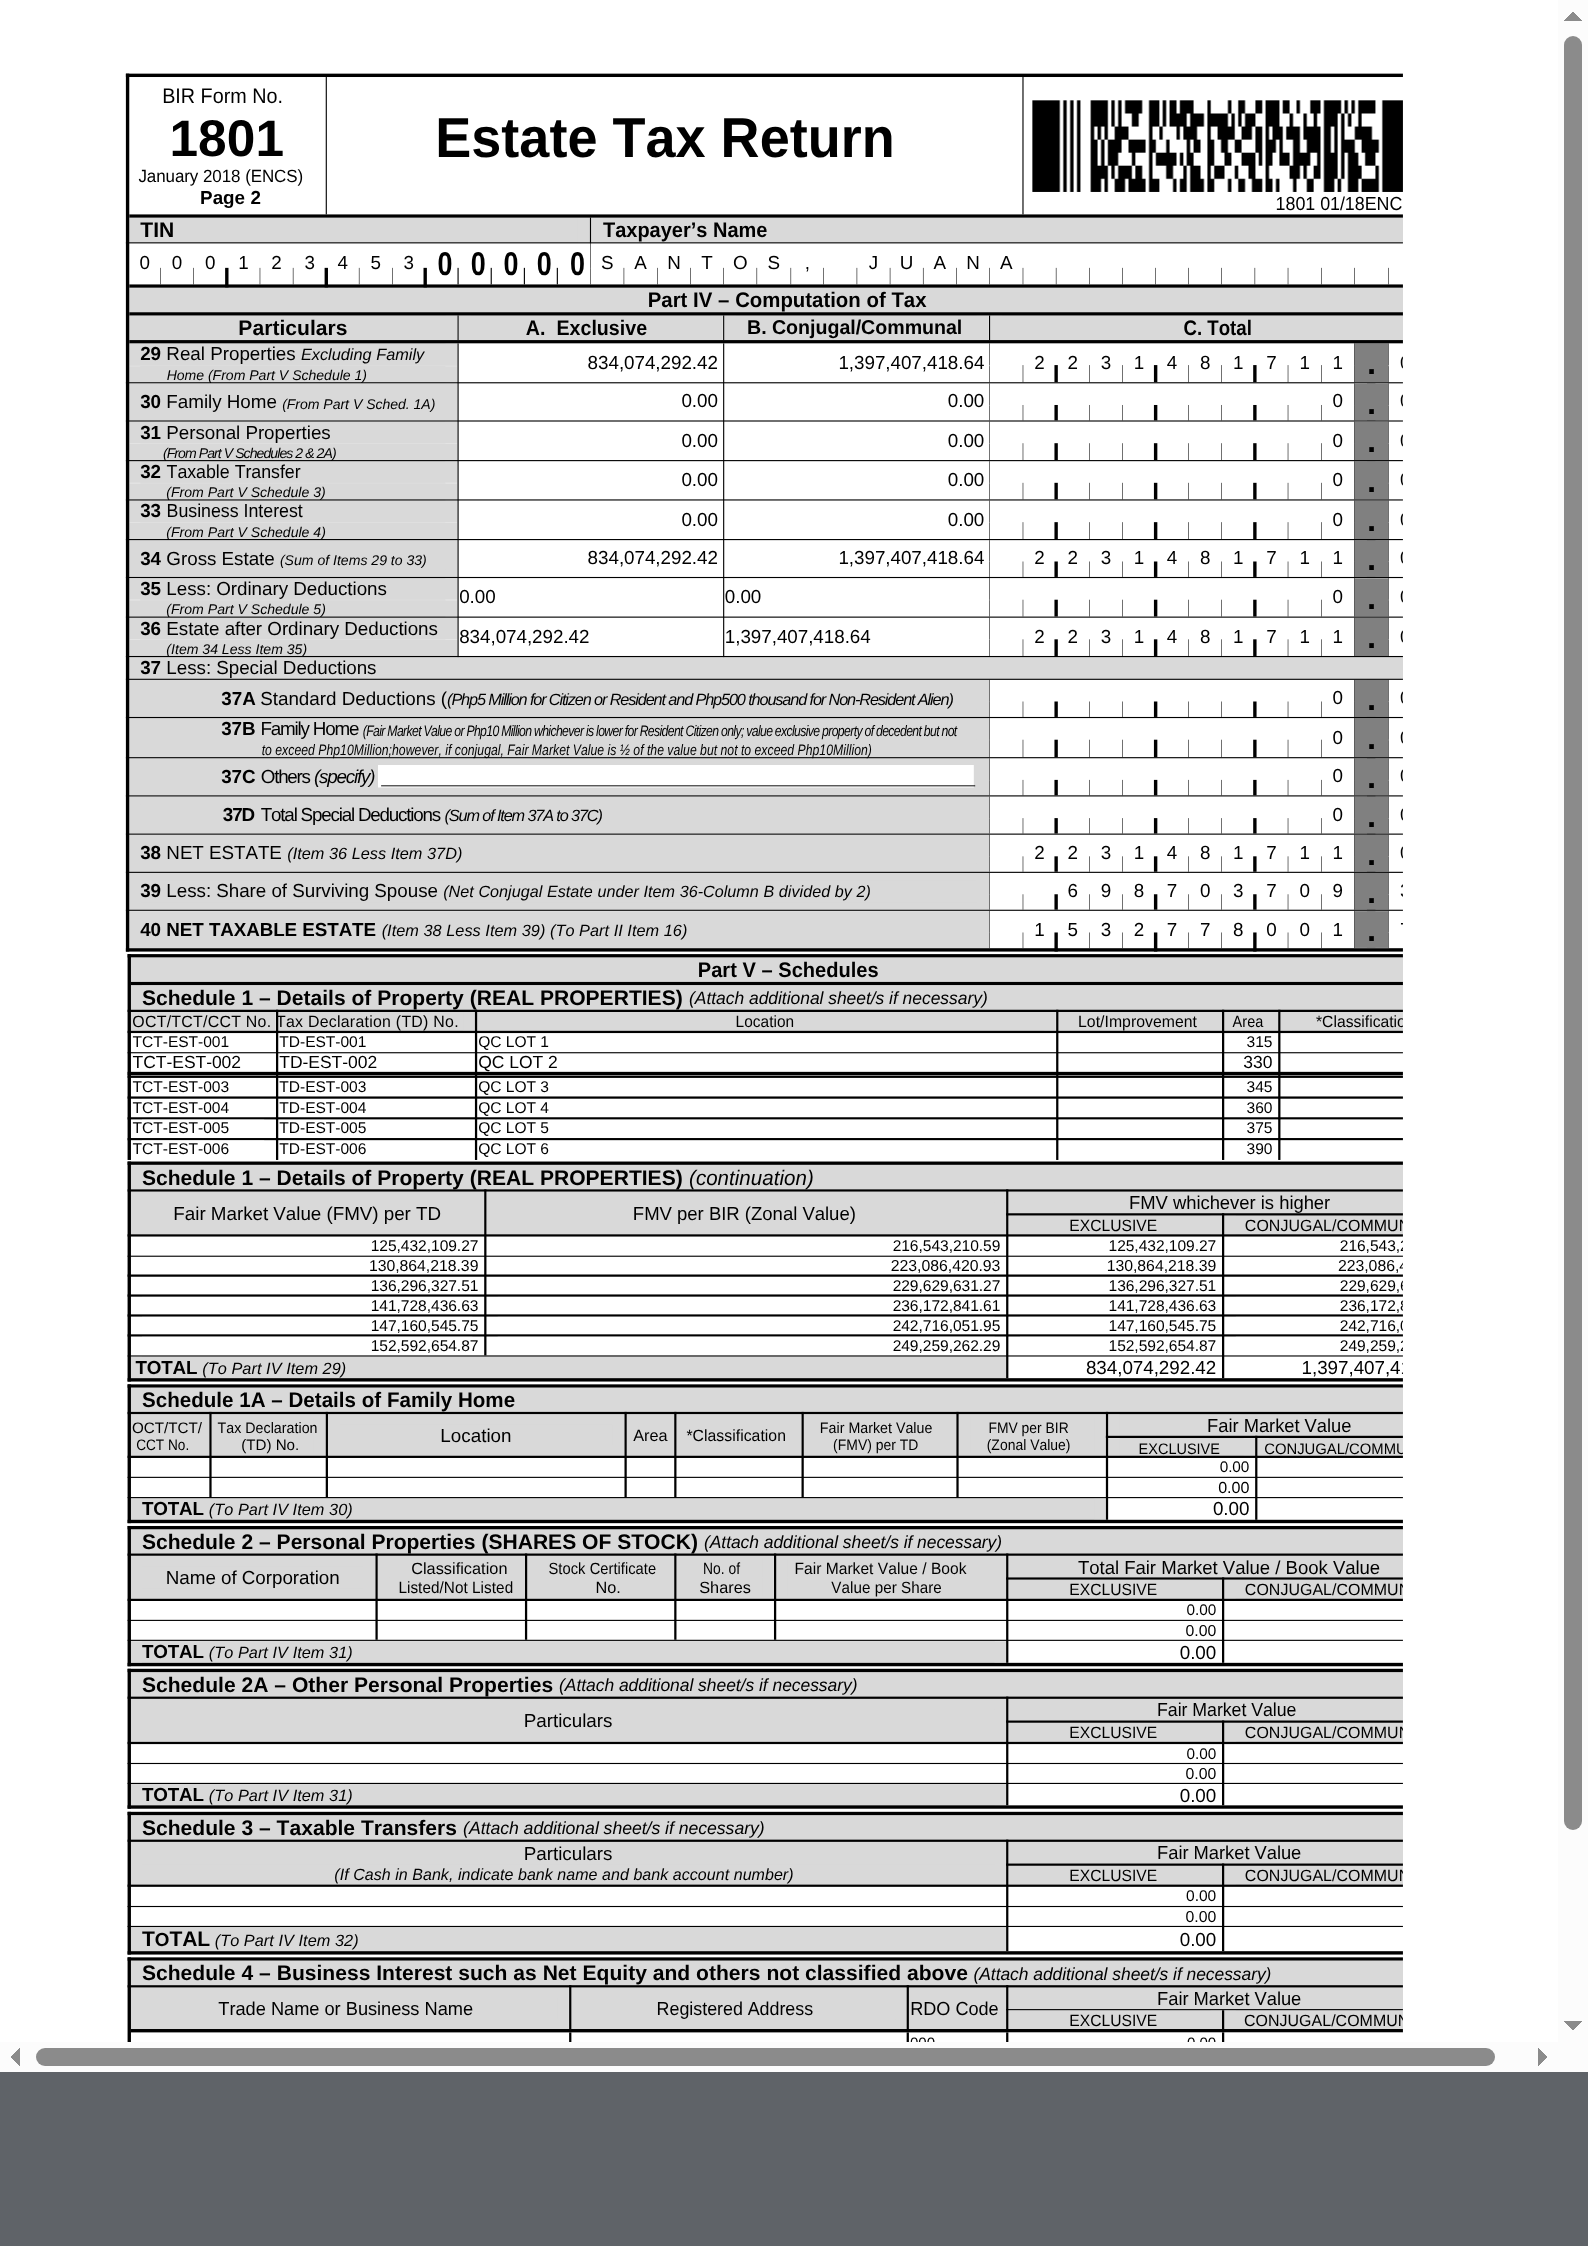 BIR Form No.
1801
January 2018 (ENCS)
Page 2
Estate Tax Return
1801 01/18ENC
TIN Taxpayer’s Name
0 0 0 1 2 3 4 5 3 0 0 0 0 0 S A N T O S , J U A N A
Part IV – Computation of Tax
Particulars A. Exclusive B. Conjugal/Communal C. Total
29 Real Properties Excluding Family
Home (From Part V Schedule 1) 834,074,292.42 1,397,407,418.64 2 2 3 1 4 8 1 7 1 1 .
30 Family Home (From Part V Sched. 1A) 0.00 0.00 0 .
31 Personal Properties
(From Part V Schedules 2 & 2A) 0.00 0.00 0 .
32 Taxable Transfer
(From Part V Schedule 3) 0.00 0.00 0 .
33 Business Interest
(From Part V Schedule 4) 0.00 0.00 0 .
34 Gross Estate (Sum of Items 29 to 33) 834,074,292.42 1,397,407,418.64 2 2 3 1 4 8 1 7 1 1 .
35 Less: Ordinary Deductions
(From Part V Schedule 5) 0.00 0.00 0 .
36 Estate after Ordinary Deductions
(Item 34 Less Item 35) 834,074,292.42 1,397,407,418.64 2 2 3 1 4 8 1 7 1 1 .
37 Less: Special Deductions
37A Standard Deductions ((Php5 Million for Citizen or Resident and Php500 thousand for Non-Resident Alien) 0 .
37B Family Home (Fair Market Value or Php10 Million whichever is lower for Resident Citizen only; value exclusive property of decedent but not
to exceed Php10Million;however, if conjugal, Fair Market Value is ½ of the value but not to exceed Php10Million) 0 .
37C Others (specify) 0 .
37D Total Special Deductions (Sum of Item 37A to 37C) 0 .
38 NET ESTATE (Item 36 Less Item 37D) 2 2 3 1 4 8 1 7 1 1 .
39 Less: Share of Surviving Spouse (Net Conjugal Estate under Item 36-Column B divided by 2) 6 9 8 7 0 3 7 0 9 .
40 NET TAXABLE ESTATE (Item 38 Less Item 39) (To Part II Item 16) 1 5 3 2 7 7 8 0 0 1 .
Part V – Schedules
Schedule 1 – Details of Property (REAL PROPERTIES) (Attach additional sheet/s if necessary)
OCT/TCT/CCT No. Tax Declaration (TD) No. Location Lot/Improvement Area *Classificatio
TCT-EST-001 TD-EST-001 QC LOT 1 315
TCT-EST-002 TD-EST-002 QC LOT 2 330
TCT-EST-003 TD-EST-003 QC LOT 3 345
TCT-EST-004 TD-EST-004 QC LOT 4 360
TCT-EST-005 TD-EST-005 QC LOT 5 375
TCT-EST-006 TD-EST-006 QC LOT 6 390
Schedule 1 – Details of Property (REAL PROPERTIES) (continuation)
Fair Market Value (FMV) per TD FMV per BIR (Zonal Value) FMV whichever is higher
EXCLUSIVE CONJUGAL/COMMUN
125,432,109.27 216,543,210.59 125,432,109.27 216,543,2
130,864,218.39 223,086,420.93 130,864,218.39 223,086,4
136,296,327.51 229,629,631.27 136,296,327.51 229,629,6
141,728,436.63 236,172,841.61 141,728,436.63 236,172,8
147,160,545.75 242,716,051.95 147,160,545.75 242,716,0
152,592,654.87 249,259,262.29 152,592,654.87 249,259,2
TOTAL (To Part IV Item 29) 834,074,292.42 1,397,407,41
Schedule 1A – Details of Family Home
OCT/TCT/ CCT No. Tax Declaration (TD) No. Location Area *Classification Fair Market Value (FMV) per TD FMV per BIR (Zonal Value) Fair Market Value
EXCLUSIVE CONJUGAL/COMMU
0.00
0.00
TOTAL (To Part IV Item 30) 0.00
Schedule 2 – Personal Properties (SHARES OF STOCK) (Attach additional sheet/s if necessary)
Name of Corporation Classification Listed/Not Listed Stock Certificate No. No. of Shares Fair Market Value / Book Value per Share Total Fair Market Value / Book Value
EXCLUSIVE CONJUGAL/COMMUN
0.00
0.00
TOTAL (To Part IV Item 31) 0.00
Schedule 2A – Other Personal Properties (Attach additional sheet/s if necessary)
Particulars Fair Market Value
EXCLUSIVE CONJUGAL/COMMUN
0.00
0.00
TOTAL (To Part IV Item 31) 0.00
Schedule 3 – Taxable Transfers (Attach additional sheet/s if necessary)
Particulars Fair Market Value
(If Cash in Bank, indicate bank name and bank account number) EXCLUSIVE CONJUGAL/COMMUN
0.00
0.00
TOTAL (To Part IV Item 32) 0.00
Schedule 4 – Business Interest such as Net Equity and others not classified above (Attach additional sheet/s if necessary)
Trade Name or Business Name Registered Address RDO Code Fair Market Value
EXCLUSIVE CONJUGAL/COMMUN